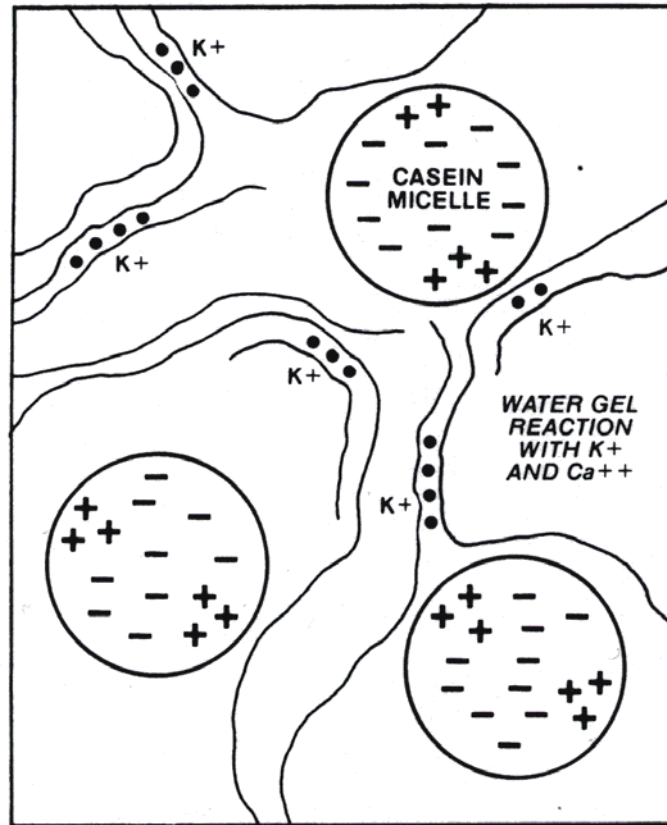 K+
CASEIN
MICELLE
K+
K+
K+
WATER GEL
REACTION
WITH K+
AND Ca++
K+